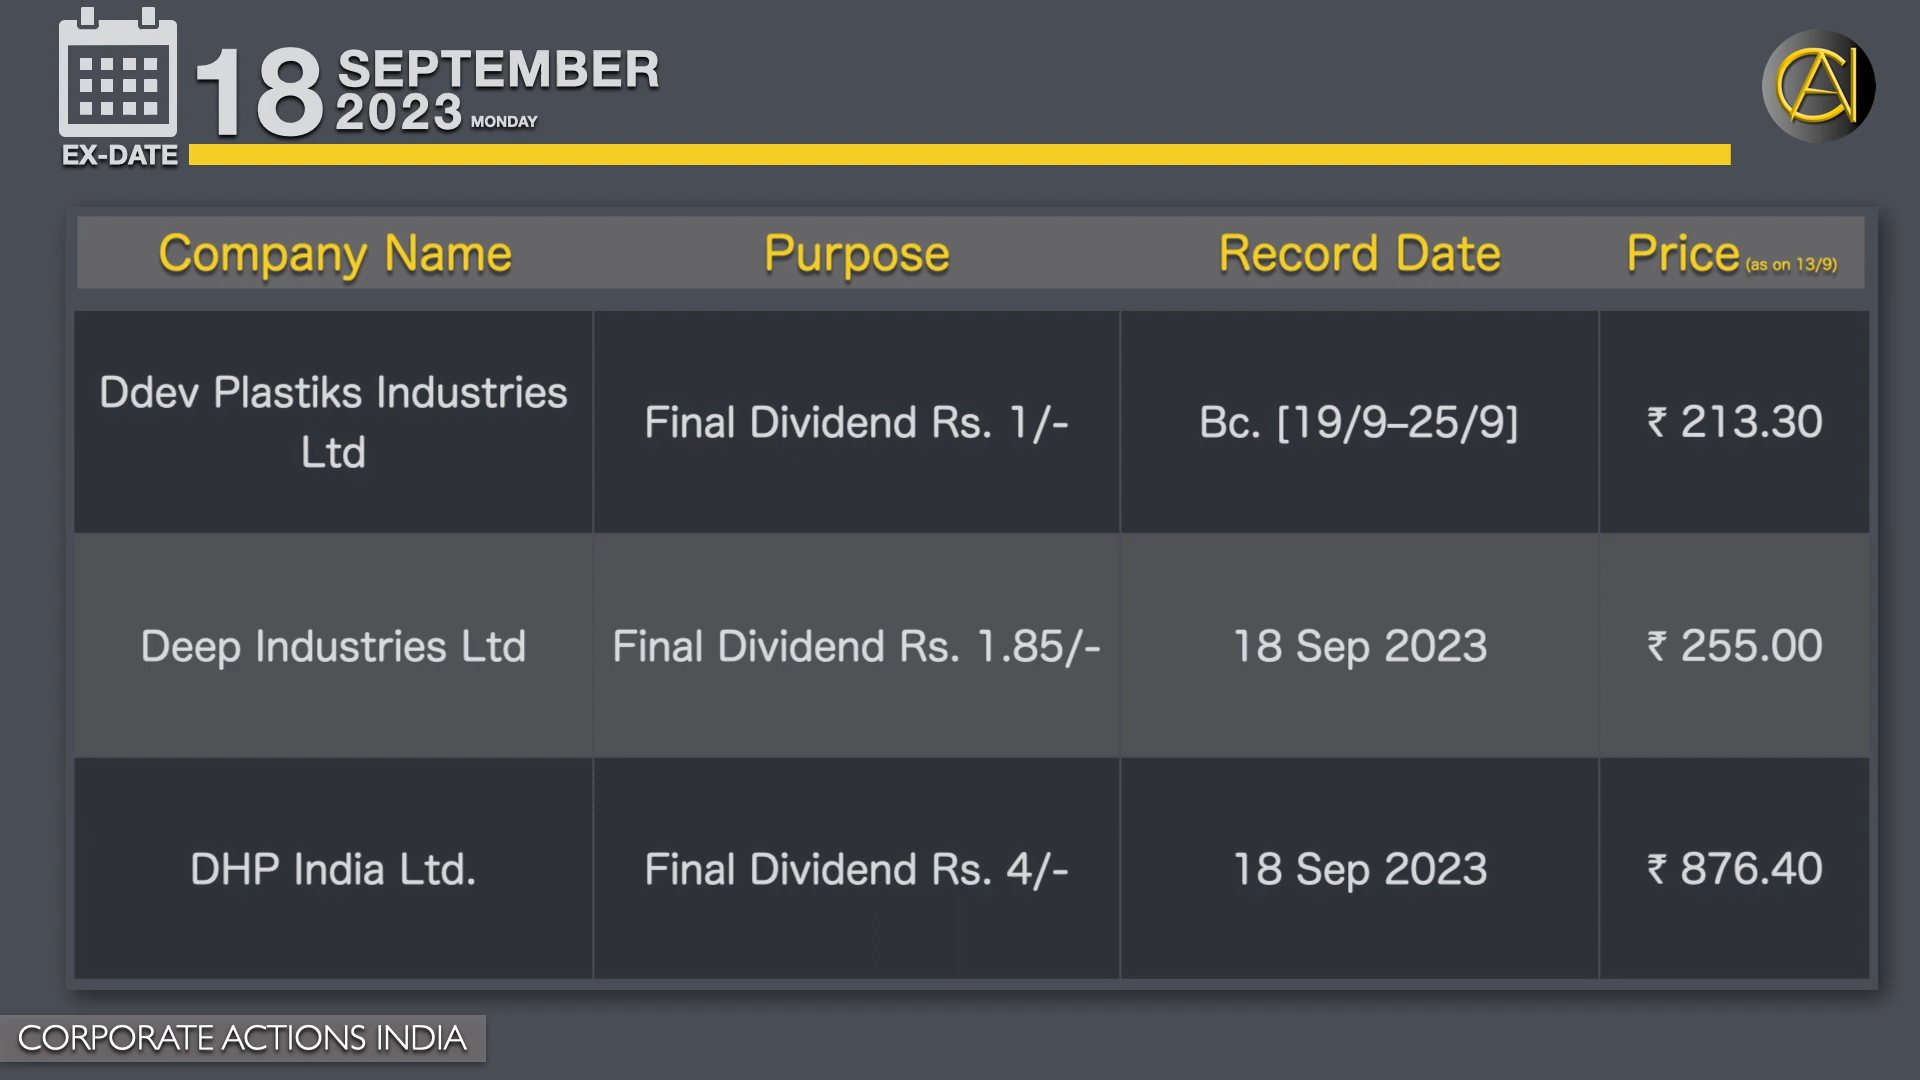 18 SEPTEMBER
2023 MONDAY
EX-DATE
CAI
Company Name Purpose Record Date Price (as on 13/9)
Ddev Plastiks Industries
Ltd
Final Dividend Rs. 1/-
Bc. [19/9–25/9]
₹ 213.30
Deep Industries Ltd Final Dividend Rs. 1.85/- 18 Sep 2023 ₹ 255.00
DHP India Ltd. Final Dividend Rs. 4/- 18 Sep 2023 ₹ 876.40
CORPORATE ACTIONS INDIA